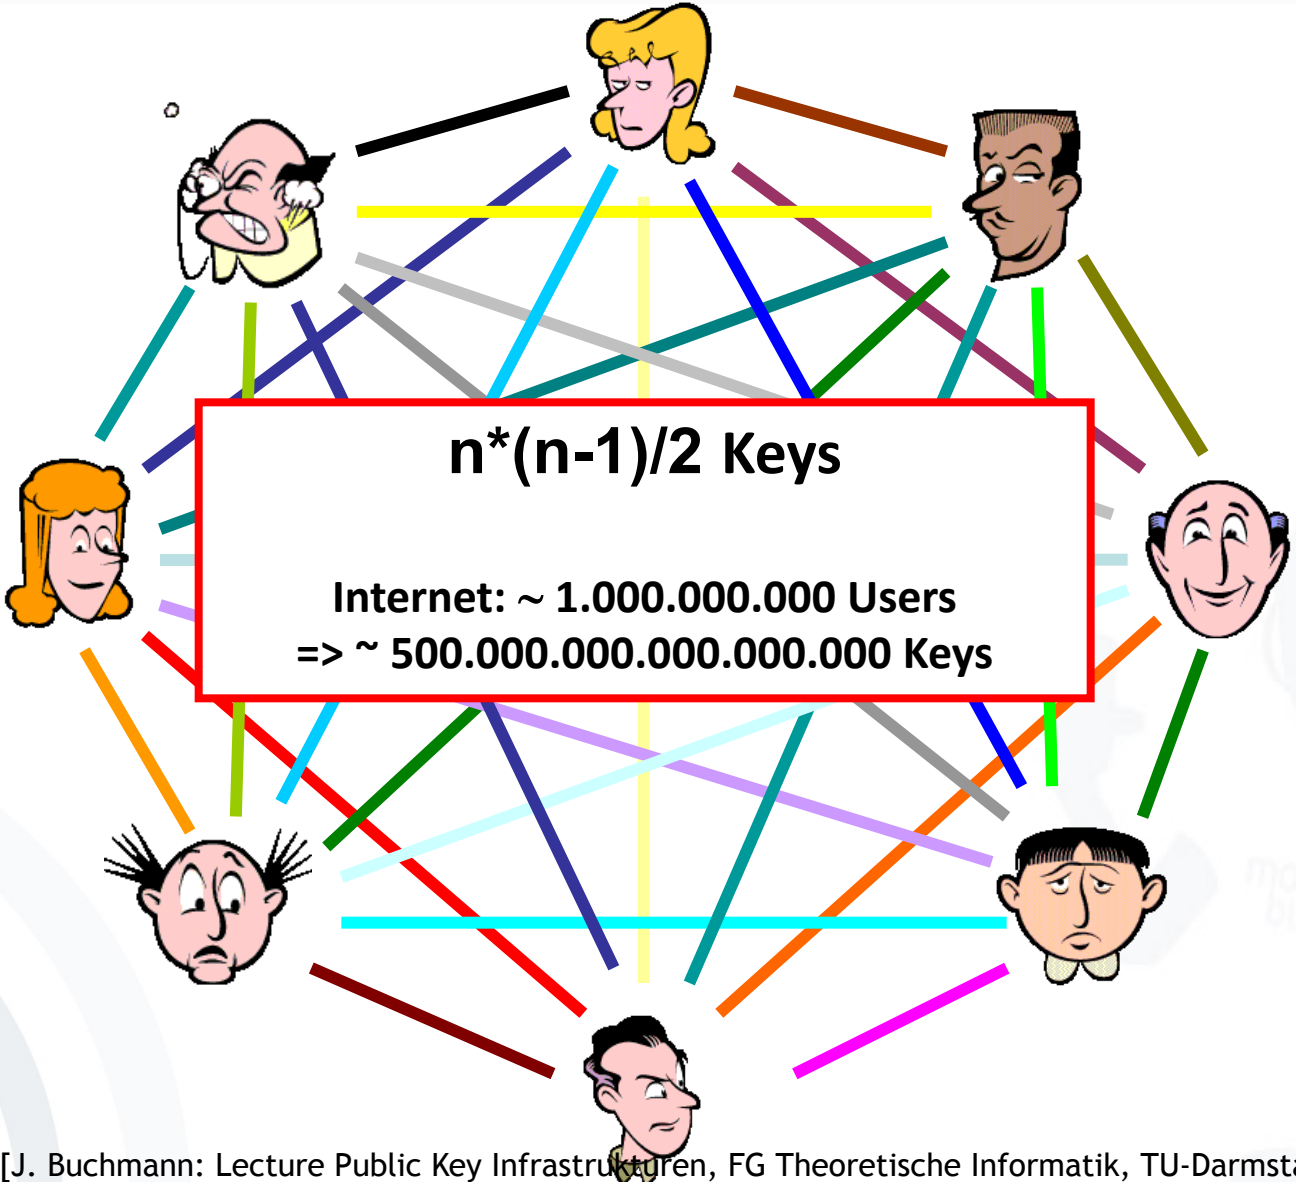 n*(n-1)/2 Keys
Internet: ~ 1.000.000.000 Users
=> ~ 500.000.000.000.000.000 Keys
[J. Buchmann: Lecture Public Key Infrastrukturen, FG Theoretische Informatik, TU-Darmsta